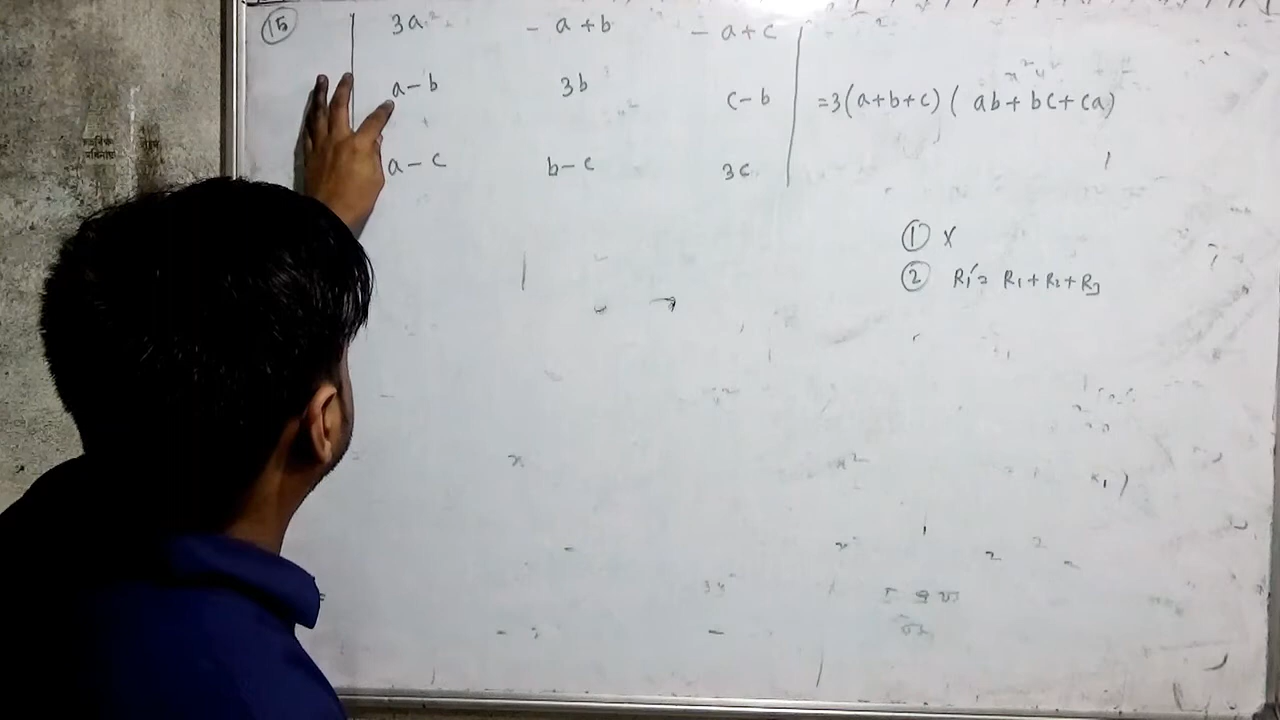 15 3a - a + b - a + c
a - b 3b c - b = 3(a+b+c) ( ab + bc + ca)
a - c b - c 3c
① x
② R₁' = R₁ + R₂ + R₃